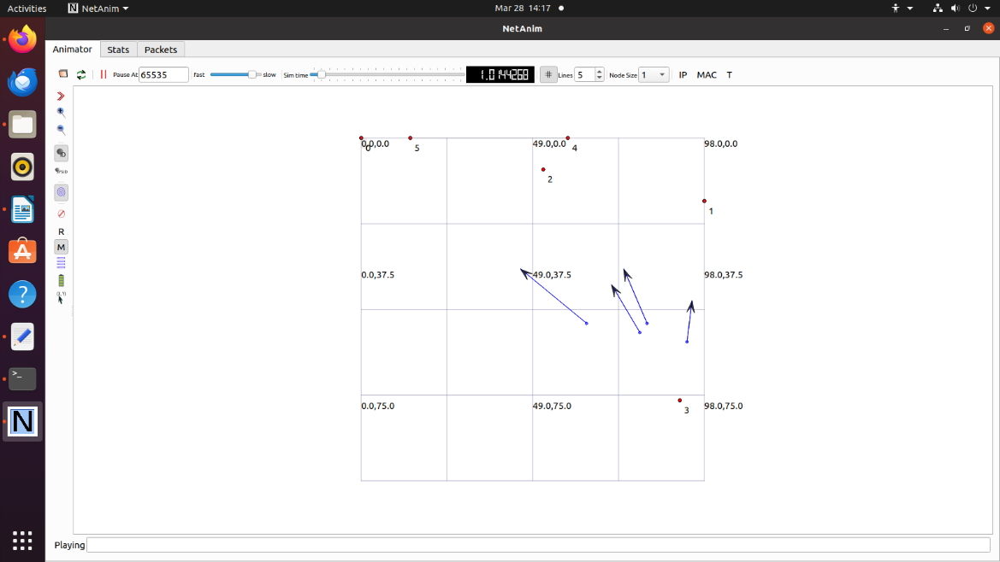 Activities NetAnim Mar 28 14:17
NetAnim
Animator Stats Packets
Pause At 65535 fast slow Sim time 1.0144268 # Lines 5 Node Size 1 IP MAC T
0.0,0.0 49.0,0.0 98.0,0.0
0 5 4
2
1
R
M
0.0,37.5 49.0,37.5 98.0,37.5
0.0,75.0 49.0,75.0 98.0,75.0
3
N
Playing